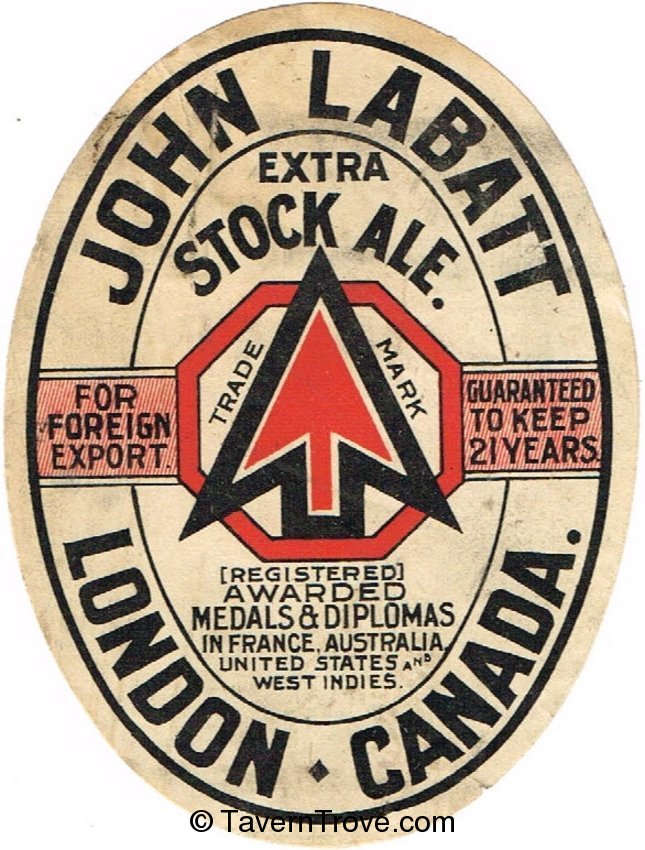 JOHN LABATT
EXTRA
STOCK ALE.
TRADE MARK
FOR
FOREIGN
EXPORT.
GUARANTEED
TO KEEP
21 YEARS.
[REGISTERED]
AWARDED
MEDALS & DIPLOMAS
IN FRANCE, AUSTRALIA,
UNITED STATES AND
WEST INDIES.
LONDON ♦ CANADA.
© TavernTrove.com